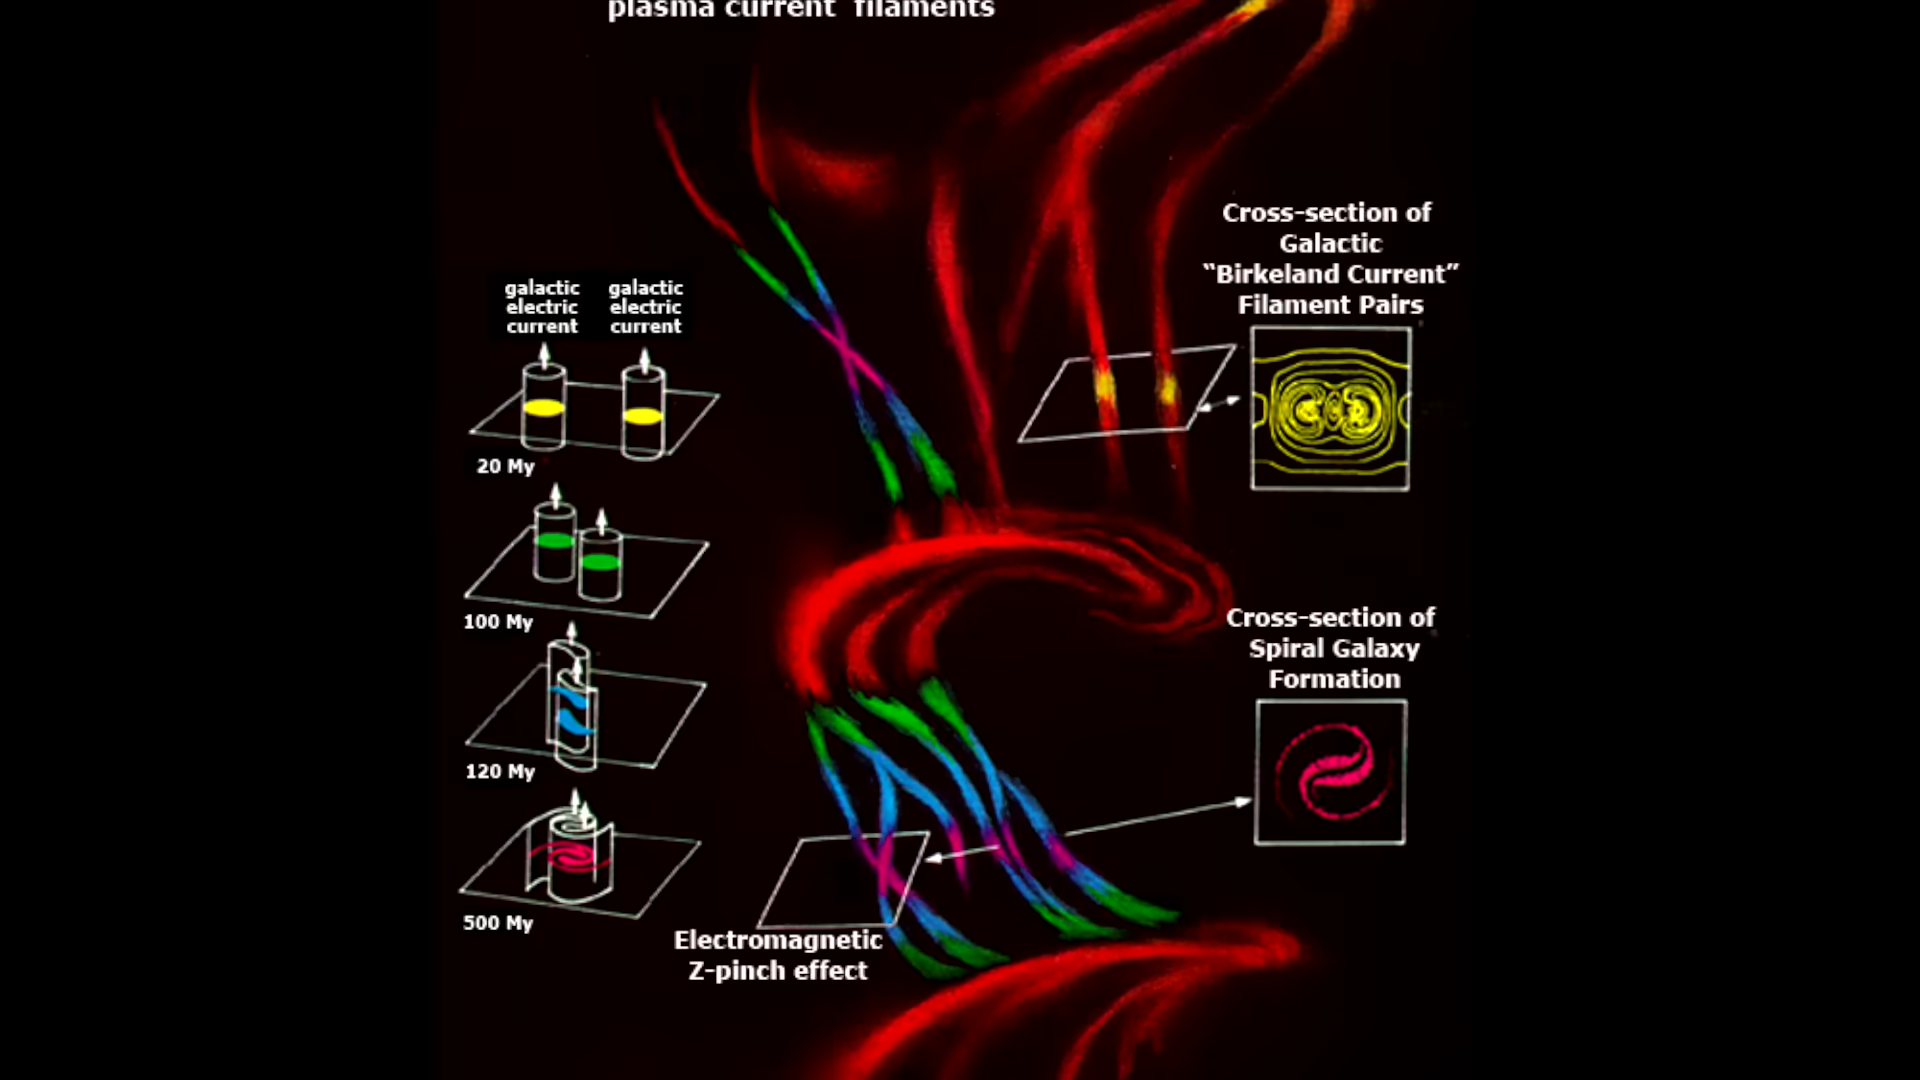 plasma current filaments
Cross-section of
Galactic
“Birkeland Current”
Filament Pairs
galactic galactic
electric electric
current current
20 My
100 My
120 My
500 My
Cross-section of
Spiral Galaxy
Formation
Electromagnetic
Z-pinch effect